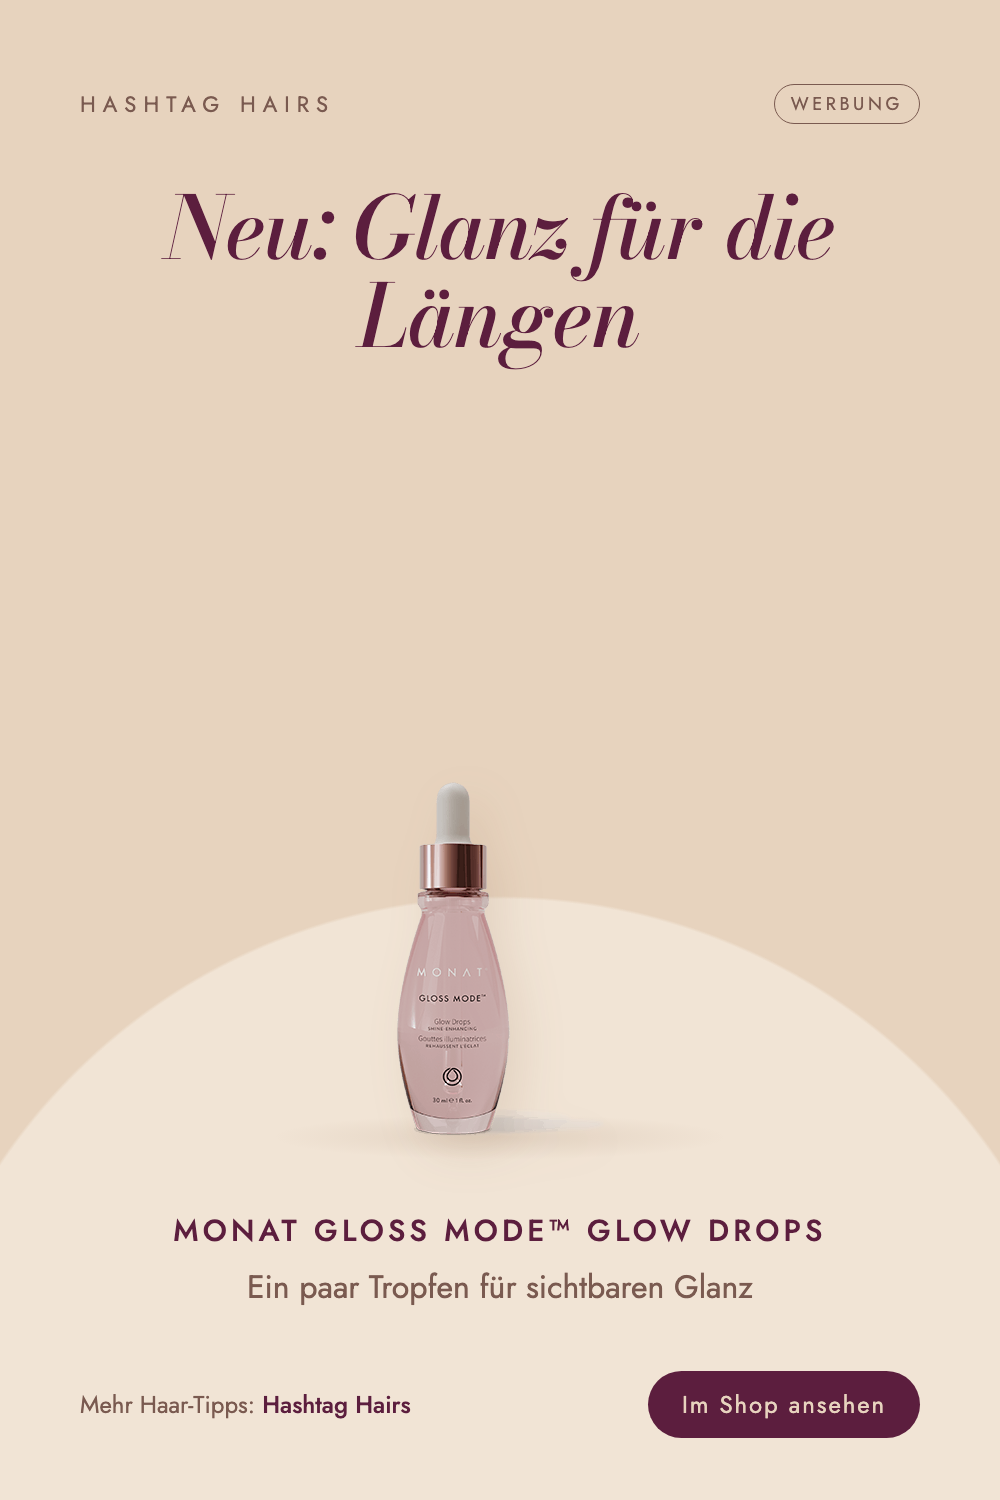 HASHTAG HAIRS
WERBUNG
Neu: Glanz für die
Längen
MONAT
GLOSS MODE™
Glow Drops
SHINE ENHANCING
Gouttes illuminatrices
REHAUSSENT L'ÉCLAT
30 ml ℮ 1 fl. oz.
MONAT GLOSS MODE™ GLOW DROPS
Ein paar Tropfen für sichtbaren Glanz
Mehr Haar-Tipps: Hashtag Hairs
Im Shop ansehen